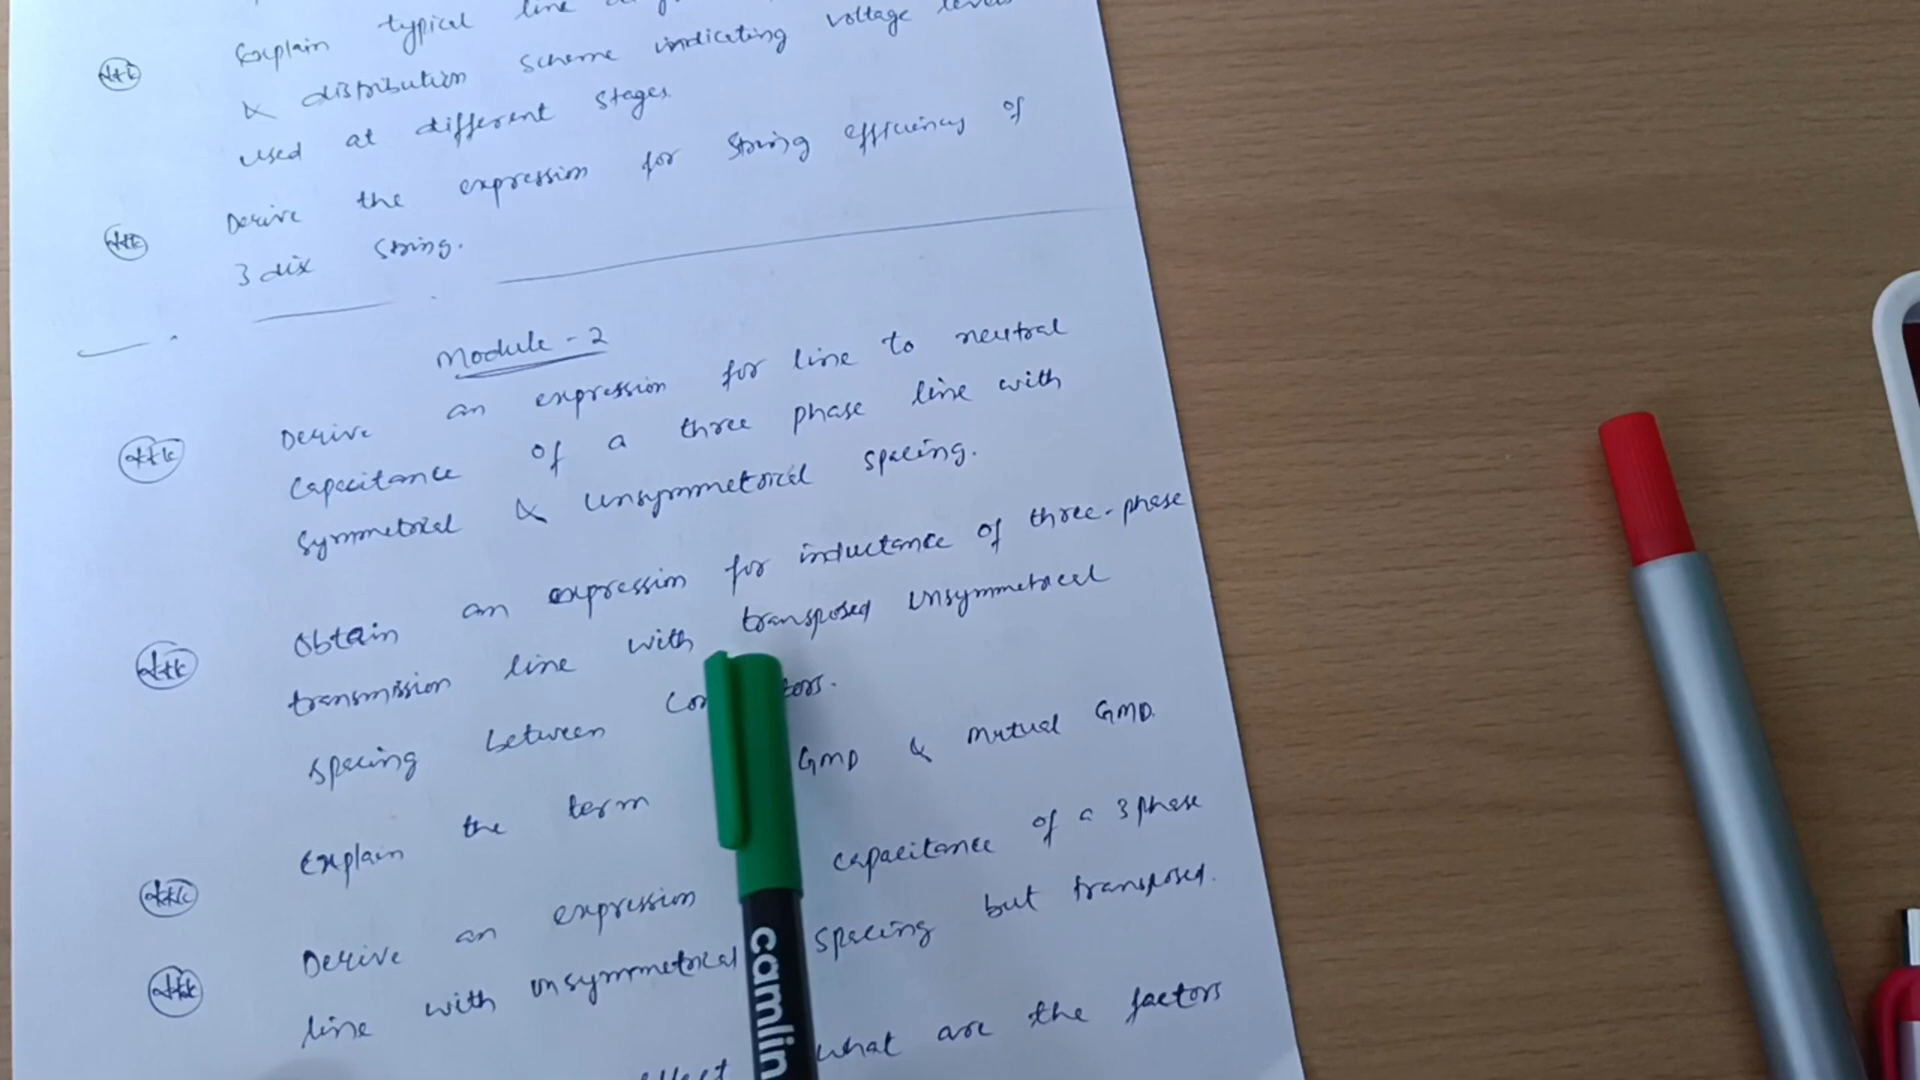 Explain typical line
& distribution scheme indicating voltage levels
used at different stages.
Derive the expression for string efficiency of
3 disk string.
Module - 2
Derive an expression for line to neutral
capacitance of a three phase line with
symmetrical & unsymmetrical spacing.
Obtain an expression for inductance of three-phase
transmission line with transposed unsymmetrical
spacing between
Explain the term GMD & Mutual GMD.
Derive an expression capacitance of a 3 phase
line with unsymmetrical spacing but transposed.
effect what are the factors
camlin